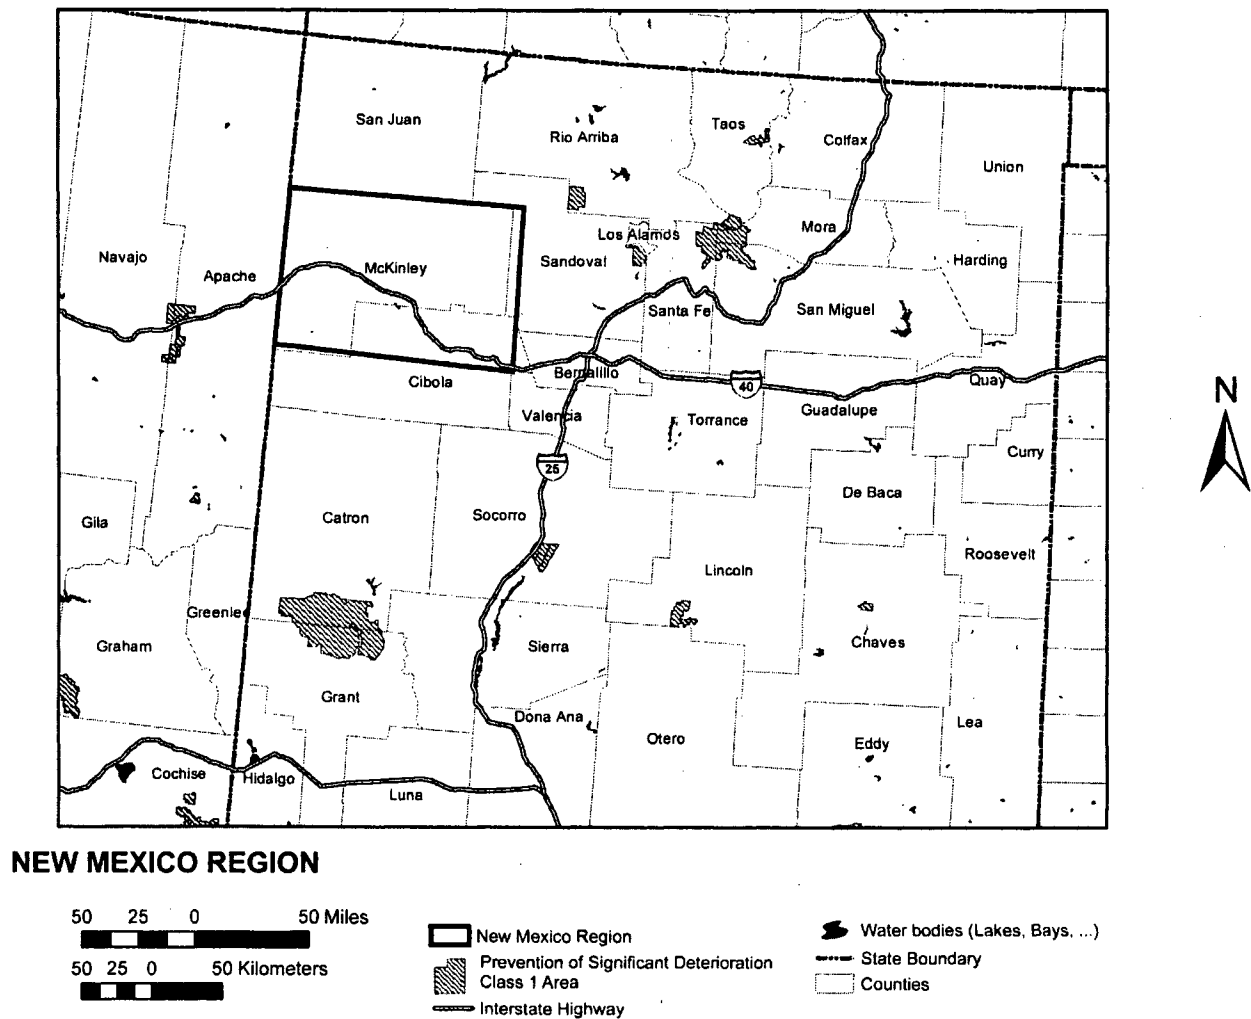 San Juan
Rio Arriba
Taos
Colfax
Union
Navajo
Apache
McKinley
Sandoval
Los Alamos
Mora
Harding
Santa Fe
San Miguel
Cibola
Bernalillo
40
Quay
Valencia
Torrance
Guadalupe
N
25
Curry
Gila
Catron
Socorro
De Baca
Roosevelt
Lincoln
Greenlee
Graham
Sierra
Chaves
Grant
Dona Ana
Otero
Lea
Eddy
Cochise
Hidalgo
Luna
NEW MEXICO REGION
50 25 0 50 Miles
50 25 0 50 Kilometers
New Mexico Region
Prevention of Significant Deterioration
Class 1 Area
Interstate Highway
Water bodies (Lakes, Bays, ...)
State Boundary
Counties